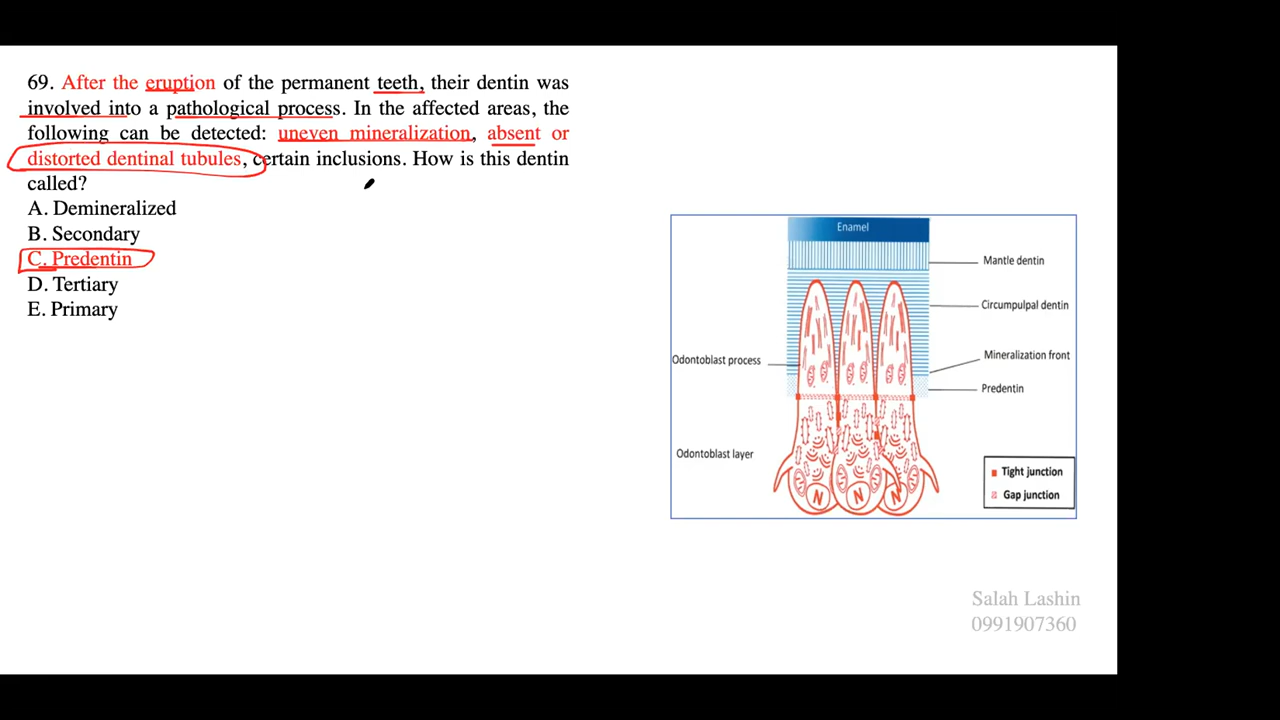 69. After the eruption of the permanent teeth, their dentin was
involved into a pathological process. In the affected areas, the
following can be detected: uneven mineralization, absent or
distorted dentinal tubules, certain inclusions. How is this dentin
called?
A. Demineralized
B. Secondary
C. Predentin
D. Tertiary
E. Primary
Enamel
Mantle dentin
Circumpulpal dentin
Mineralization front
Odontoblast process
Predentin
Odontoblast layer
N N N
Tight junction
Gap junction
Salah Lashin
0991907360